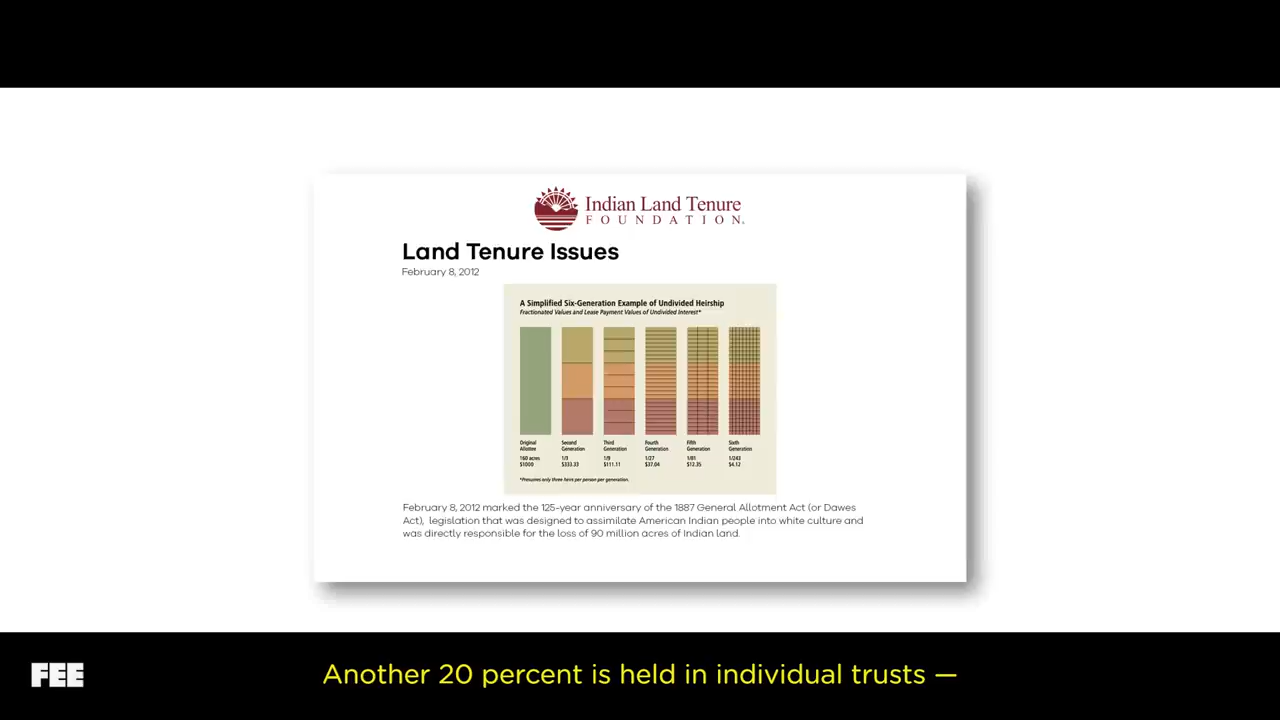 Indian Land Tenure
FOUNDATION
Land Tenure Issues
February 8, 2012
A Simplified Six-Generation Example of Undivided Heirship
Fractionated Values and Lease Payment Values of Undivided Interest*
Original Allottee
160 acres
$1000
Second Generation
1/3
$333.33
Third Generation
1/9
$111.11
Fourth Generation
1/27
$37.04
Fifth Generation
1/81
$12.35
Sixth Generation
1/243
$4.12
*Presumes only three heirs per person per generation.
February 8, 2012 marked the 125-year anniversary of the 1887 General Allotment Act (or Dawes
Act), legislation that was designed to assimilate American Indian people into white culture and
was directly responsible for the loss of 90 million acres of Indian land.
FEE
Another 20 percent is held in individual trusts —